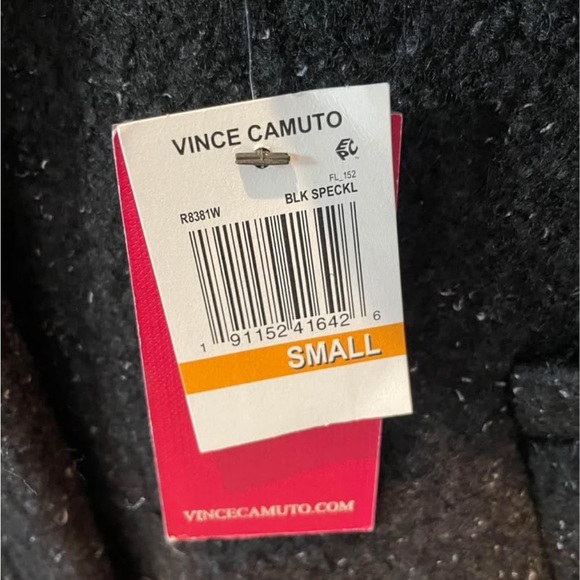 VINCE CAMUTO
FL_152
R8381W BLK SPECKL
1 91152 41642 6
SMALL
VINCECAMUTO.COM